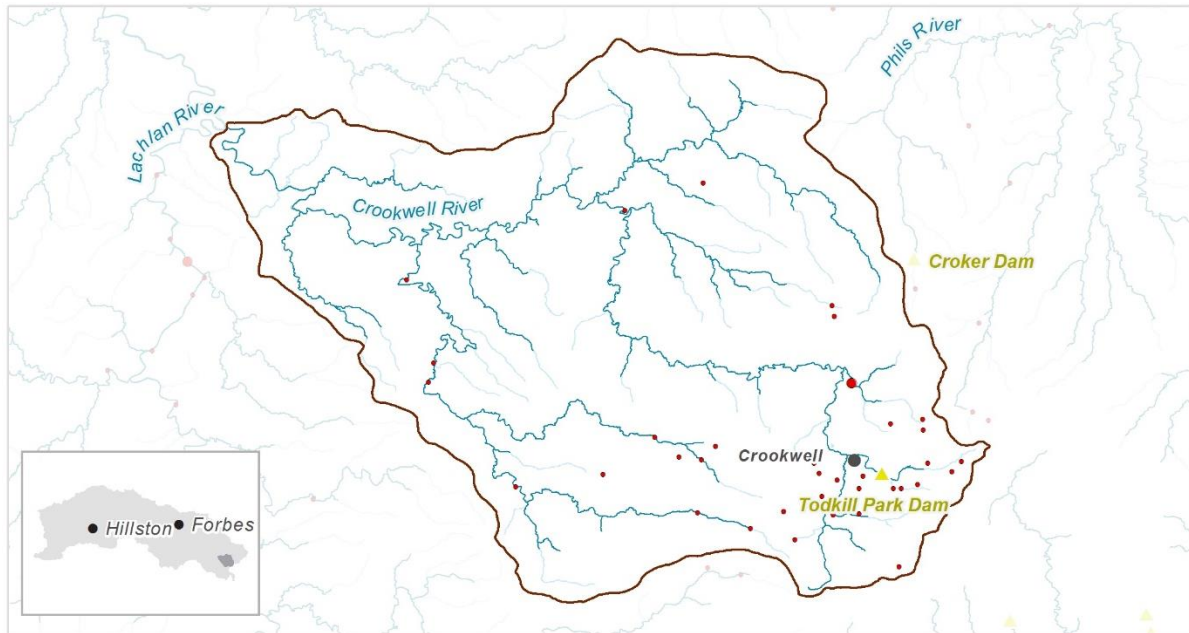 Phils River
Lachlan River
Crookwell River
Croker Dam
Crookwell
Todkill Park Dam
Hillston
Forbes